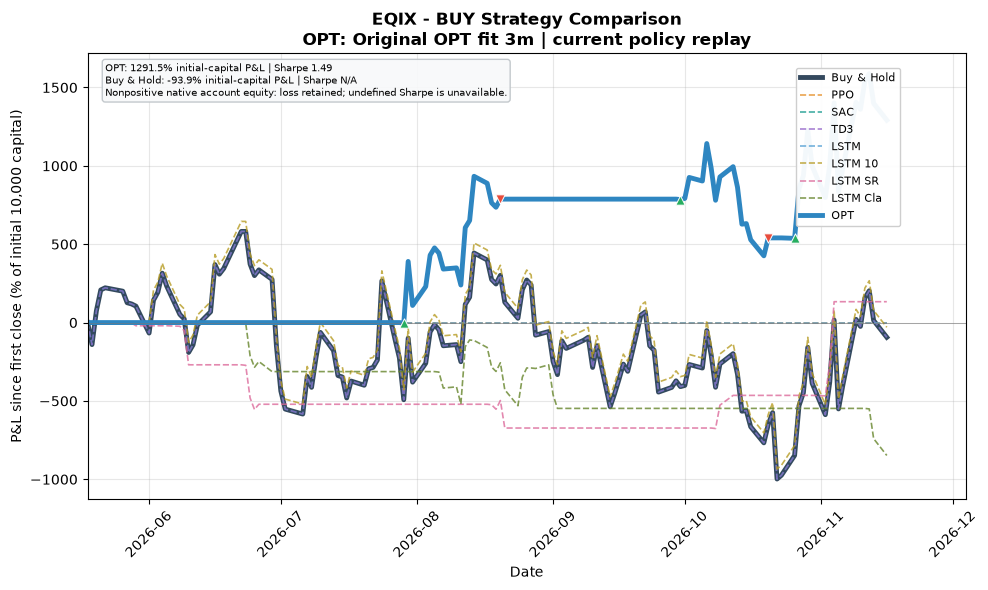 EQIX - BUY Strategy Comparison
OPT: Original OPT fit 3m | current policy replay
OPT: 1291.5% initial-capital P&L | Sharpe 1.49
Buy & Hold: -93.9% initial-capital P&L | Sharpe N/A
Nonpositive native account equity: loss retained; undefined Sharpe is unavailable.
Buy & Hold
PPO
SAC
TD3
LSTM
LSTM 10
LSTM SR
LSTM Cla
OPT
P&L since first close (% of initial 10,000 capital)
1500
1000
500
0
−500
−1000
2026-06
2026-07
2026-08
2026-09
2026-10
2026-11
2026-12
Date